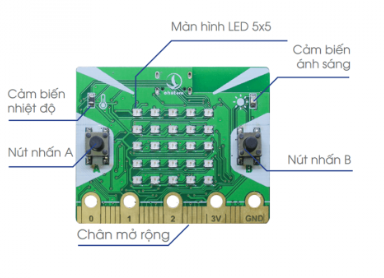 Màn hình LED 5x5
Cảm biến
ánh sáng
Cảm biến
nhiệt độ
Nút nhấn A
Nút nhấn B
0 1 2 3V GND
Chân mở rộng